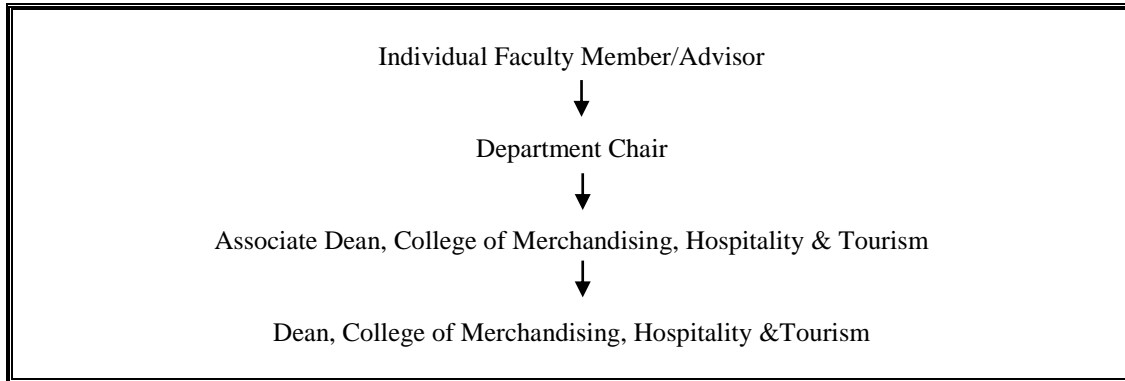 Individual Faculty Member/Advisor
Department Chair
Associate Dean, College of Merchandising, Hospitality & Tourism
Dean, College of Merchandising, Hospitality &Tourism